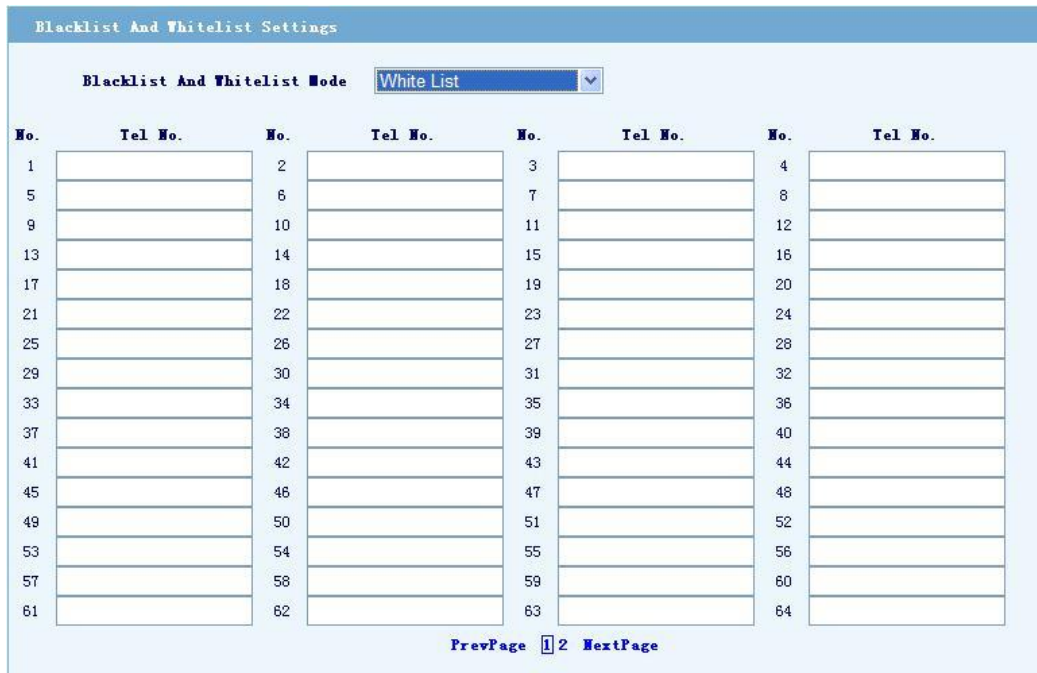 Blacklist And Whitelist Settings
Blacklist And Whitelist Mode White List
No. Tel No. No. Tel No. No. Tel No. No. Tel No.
1 2 3 4
5 6 7 8
9 10 11 12
13 14 15 16
17 18 19 20
21 22 23 24
25 26 27 28
29 30 31 32
33 34 35 36
37 38 39 40
41 42 43 44
45 46 47 48
49 50 51 52
53 54 55 56
57 58 59 60
61 62 63 64
PrevPage 1 2 NextPage